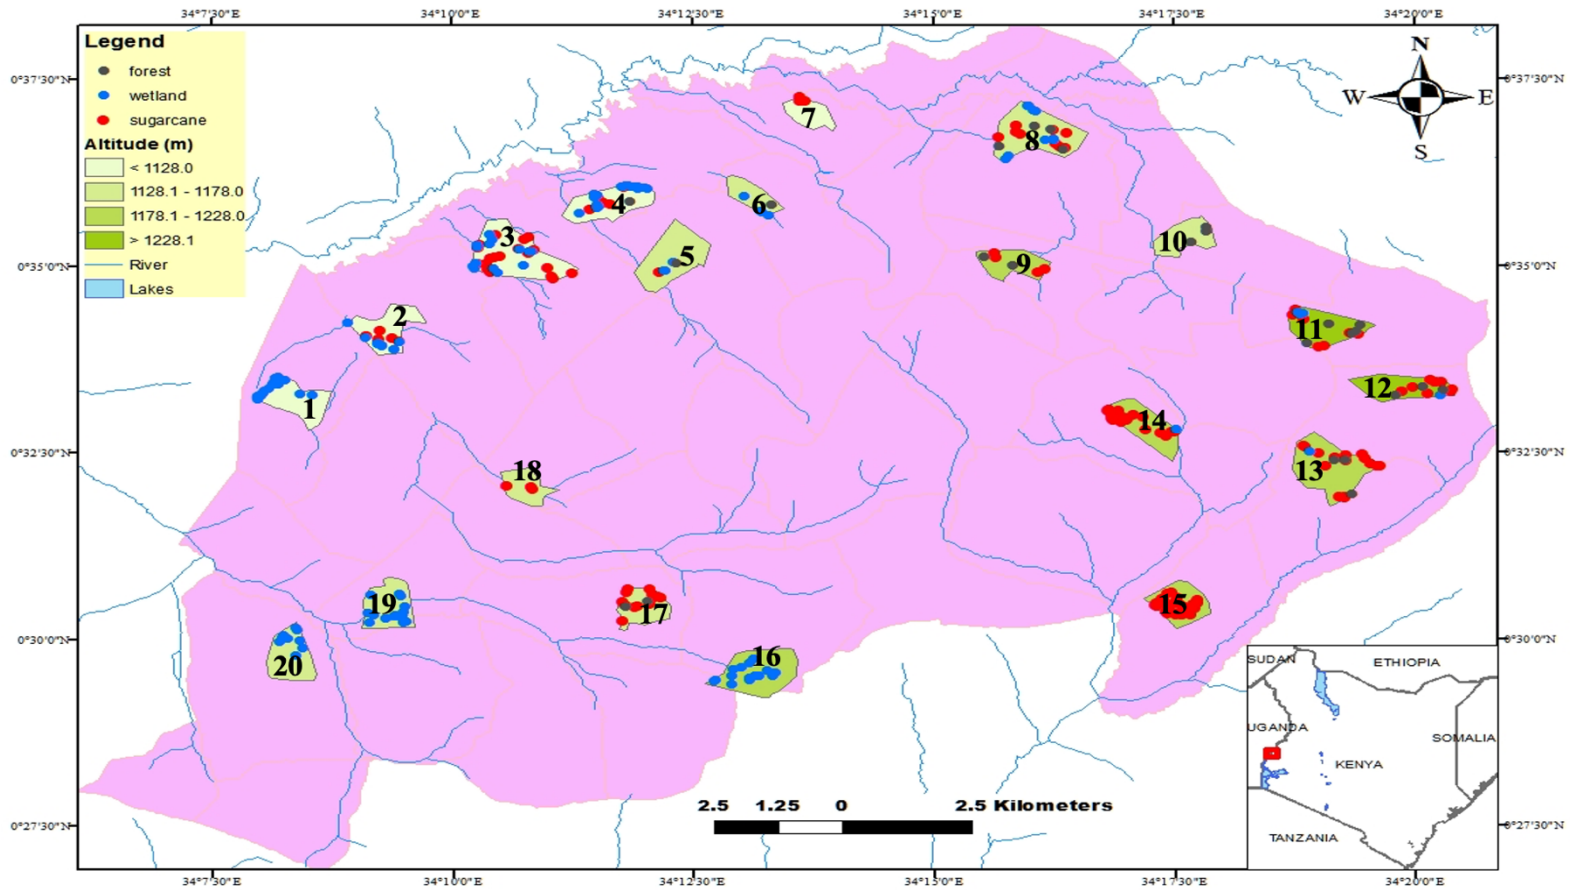 34°7'30"E 34°10'0"E 34°12'30"E 34°15'0"E 34°17'30"E 34°20'0"E
Legend
forest
wetland
sugarcane
Altitude (m)
< 1128.0
1128.1 - 1178.0
1178.1 - 1228.0
> 1228.1
River
Lakes
N
W E
S
0°37'30"N 0°37'30"N
0°35'0"N 0°35'0"N
0°32'30"N 0°32'30"N
0°30'0"N 0°30'0"N
0°27'30"N 0°27'30"N
7
8
4
6
3
5
9
10
2
11
12
1
14
18
13
19
17
15
20
16
SUDAN
ETHIOPIA
UGANDA
SOMALIA
KENYA
TANZANIA
2.5 1.25 0 2.5 Kilometers
34°7'30"E 34°10'0"E 34°12'30"E 34°15'0"E 34°17'30"E 34°20'0"E